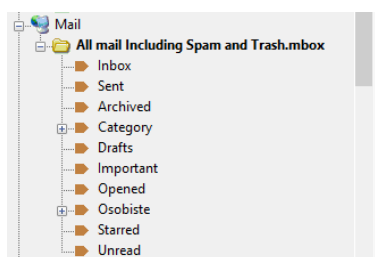 Mail
All mail Including Spam and Trash.mbox
Inbox
Sent
Archived
Category
Drafts
Important
Opened
Osobiste
Starred
Unread